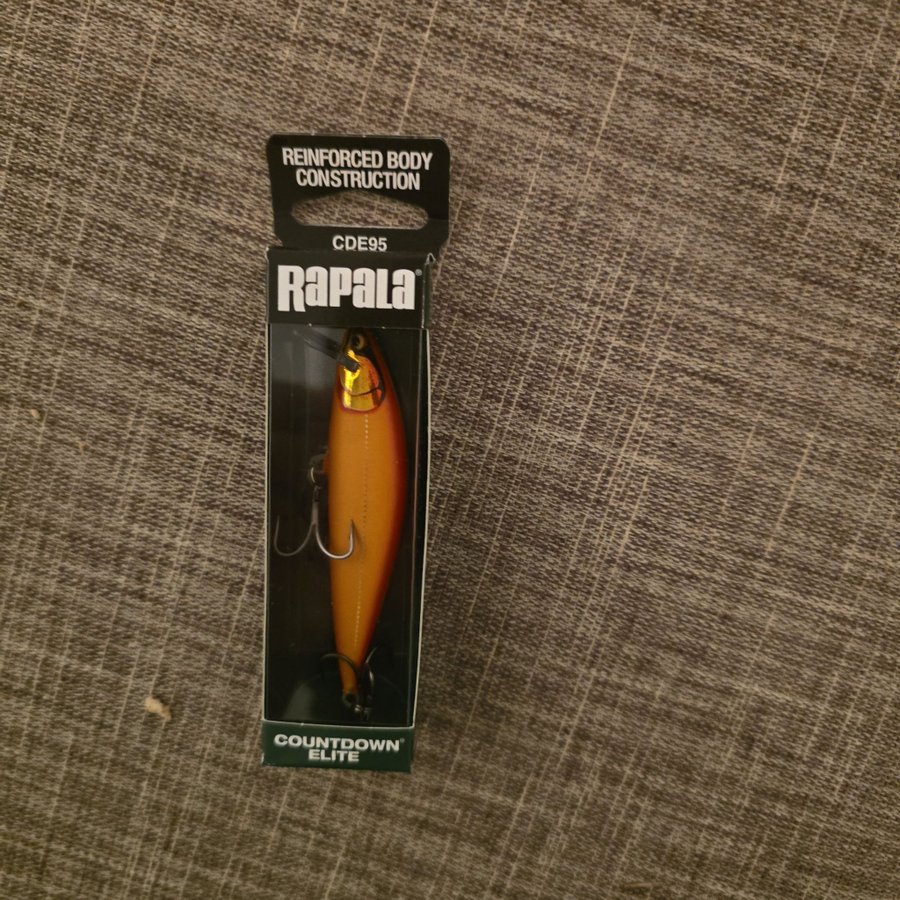 REINFORCED BODY
CONSTRUCTION
CDE95
RAPALA®
COUNTDOWN®
ELITE